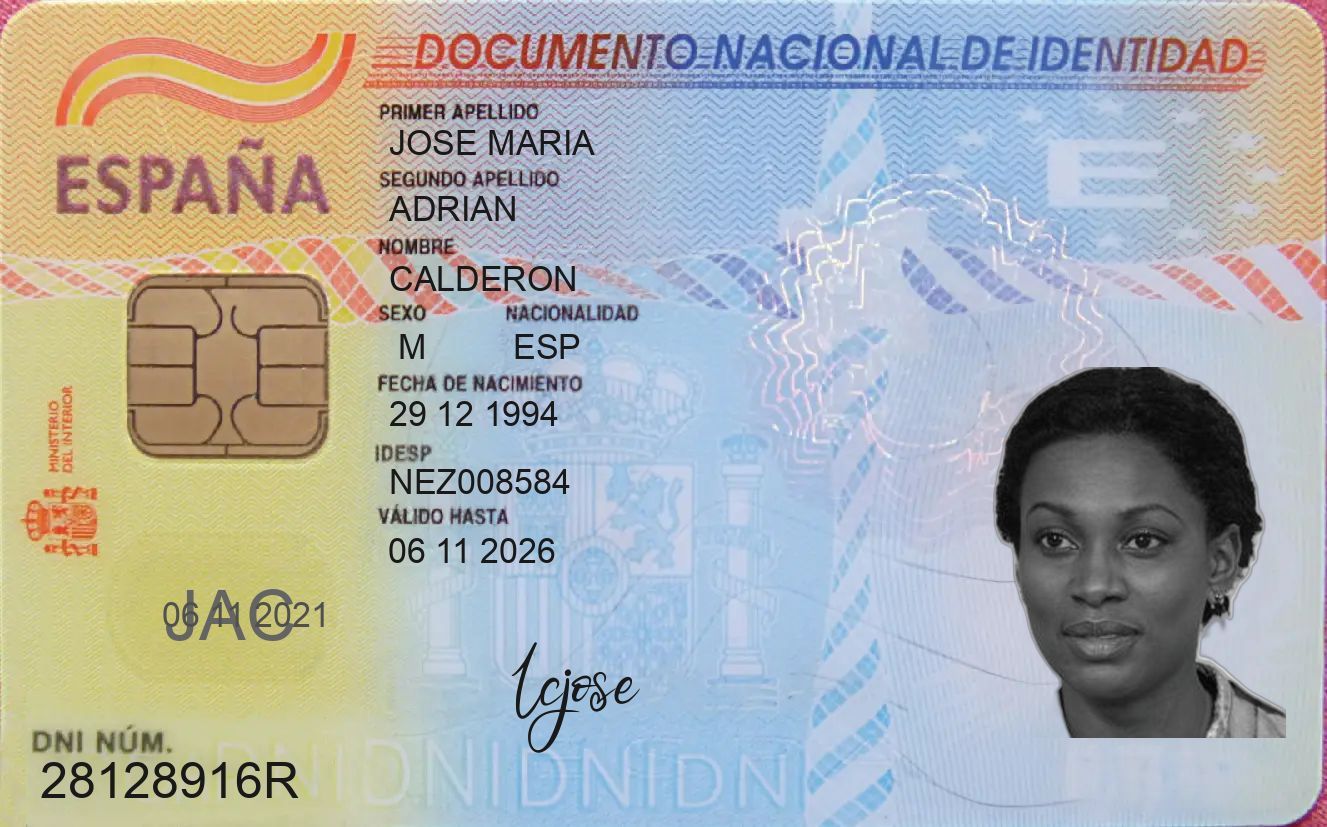 DOCUMENTO NACIONAL DE IDENTIDAD
ESPAÑA
PRIMER APELLIDO
JOSE MARIA
SEGUNDO APELLIDO
ADRIAN
NOMBRE
CALDERON
SEXO NACIONALIDAD
M ESP
FECHA DE NACIMIENTO
29 12 1994
IDESP
NEZ008584
VÁLIDO HASTA
06 11 2026
MINISTERIO
DEL INTERIOR
E
JAC
06 11 2021
lcjose
DNI NÚM.
28128916R
DNIDNIDNIDNI